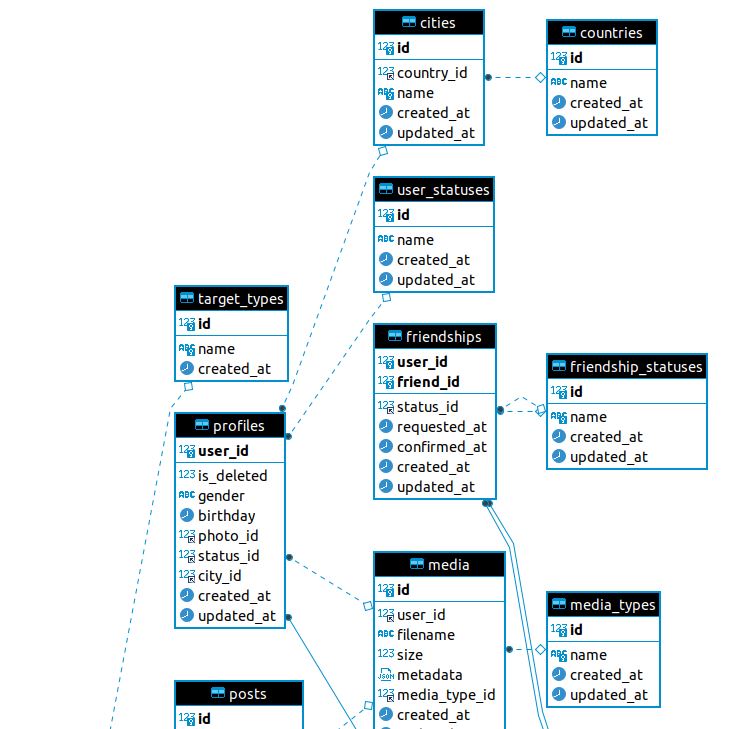 cities
id
country_id
name
created_at
updated_at
countries
id
name
created_at
updated_at
user_statuses
id
name
created_at
updated_at
target_types
id
name
created_at
friendships
user_id
friend_id
status_id
requested_at
confirmed_at
created_at
updated_at
friendship_statuses
id
name
created_at
updated_at
profiles
user_id
is_deleted
gender
birthday
photo_id
status_id
city_id
created_at
updated_at
media
id
user_id
filename
size
metadata
media_type_id
created_at
media_types
id
name
created_at
updated_at
posts
id